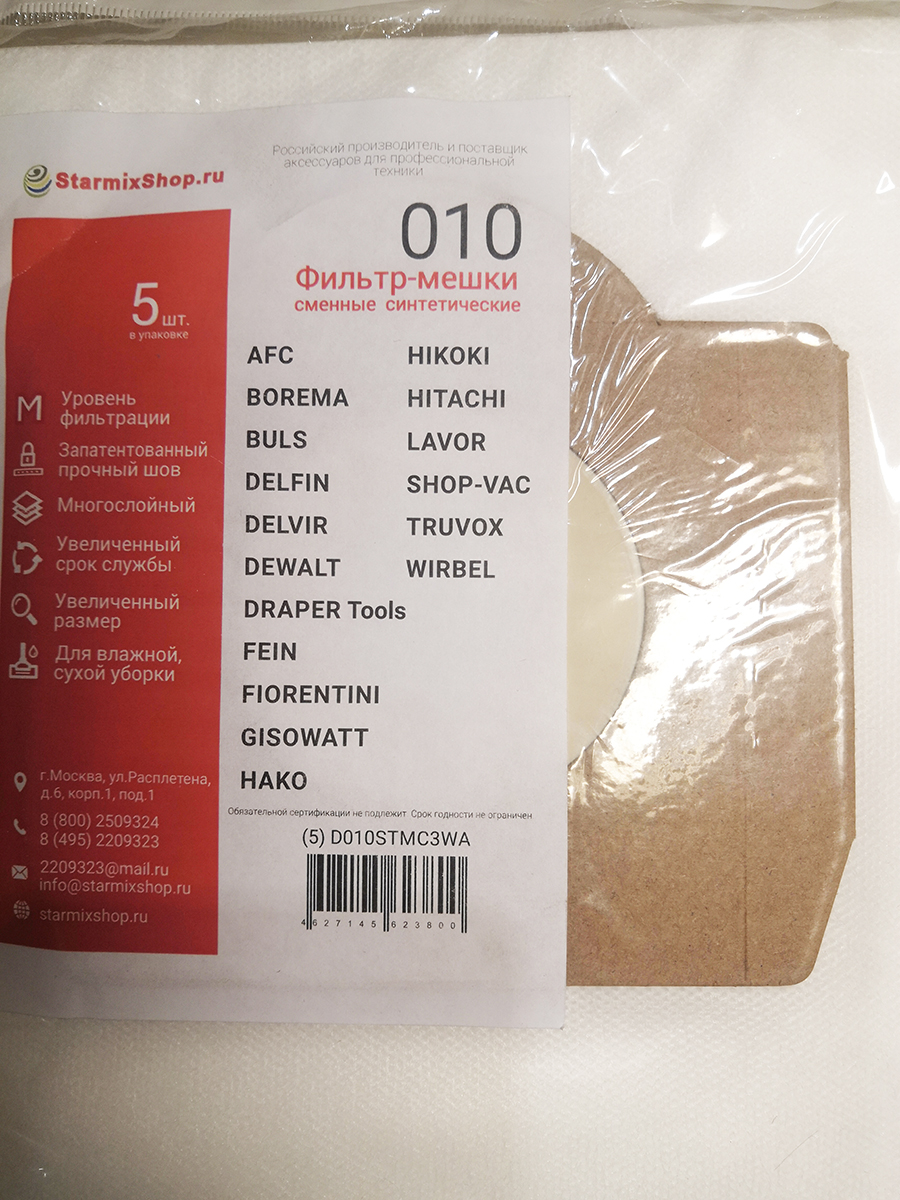 StarmixShop.ru
Российский производитель и поставщик
аксессуаров для профессиональной
техники
010
Фильтр-мешки
сменные синтетические
5 шт.
в упаковке
M Уровень
фильтрации
Запатентованный
прочный шов
Многослойный
Увеличенный
срок службы
Увеличенный
размер
Для влажной,
сухой уборки
г.Москва, ул.Расплетена,
д.6, корп.1, под.1
8 (800) 2509324
8 (495) 2209323
2209323@mail.ru
info@starmixshop.ru
starmixshop.ru
AFC
BOREMA
BULS
DELFIN
DELVIR
DEWALT
DRAPER Tools
FEIN
FIORENTINI
GISOWATT
HAKO
HIKOKI
HITACHI
LAVOR
SHOP-VAC
TRUVOX
WIRBEL
Обязательной сертификации не подлежит Срок годности не ограничен
(5) D010STMC3WA
4 627145 623800